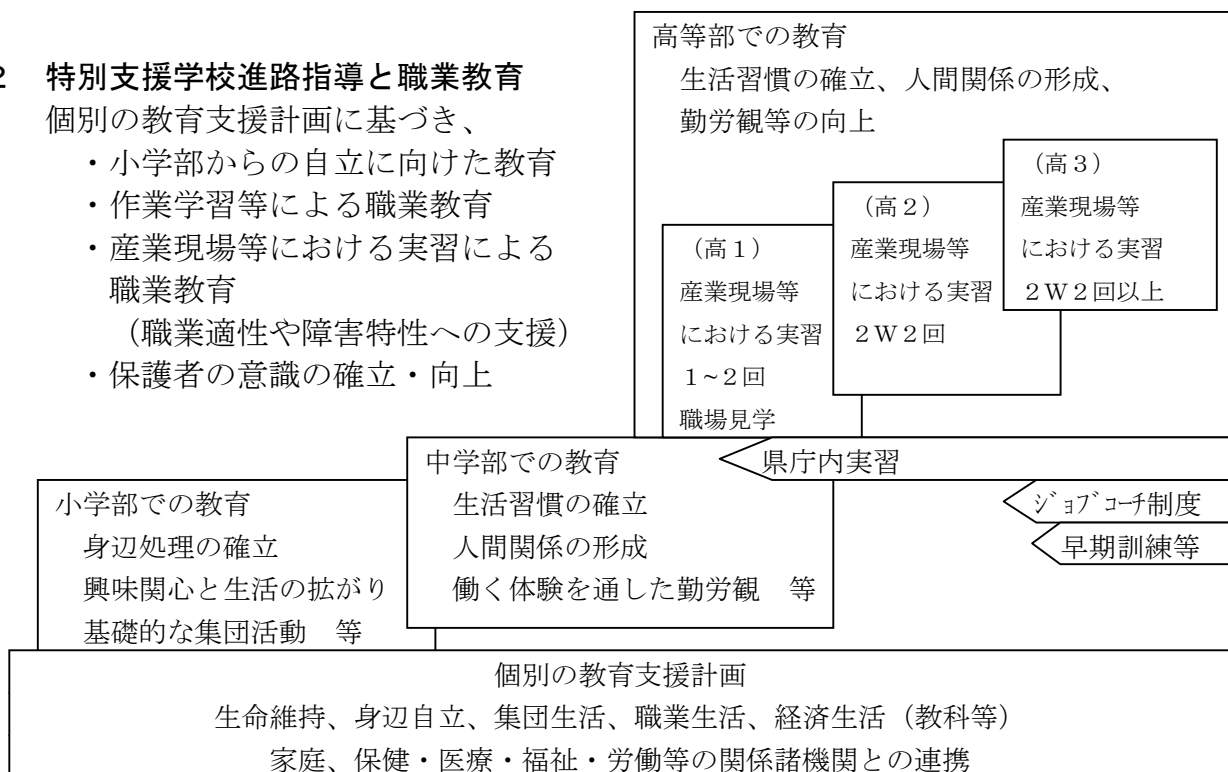 2　特別支援学校進路指導と職業教育
個別の教育支援計画に基づき、
・小学部からの自立に向けた教育
・作業学習等による職業教育
・産業現場等における実習による
職業教育
（職業適性や障害特性への支援）
・保護者の意識の確立・向上
高等部での教育
生活習慣の確立、人間関係の形成、
勤労観等の向上
（高１）
産業現場等
における実習
１~２回
職場見学
（高２）
産業現場等
における実習
２Ｗ２回
（高３）
産業現場等
における実習
２Ｗ２回以上
中学部での教育
生活習慣の確立
人間関係の形成
働く体験を通した勤労観　等
県庁内実習
ｼﾞｮﾌﾞｺｰﾁ制度
早期訓練等
小学部での教育
身辺処理の確立
興味関心と生活の拡がり
基礎的な集団活動　等
個別の教育支援計画
生命維持、身辺自立、集団生活、職業生活、経済生活（教科等）
家庭、保健・医療・福祉・労働等の関係諸機関との連携